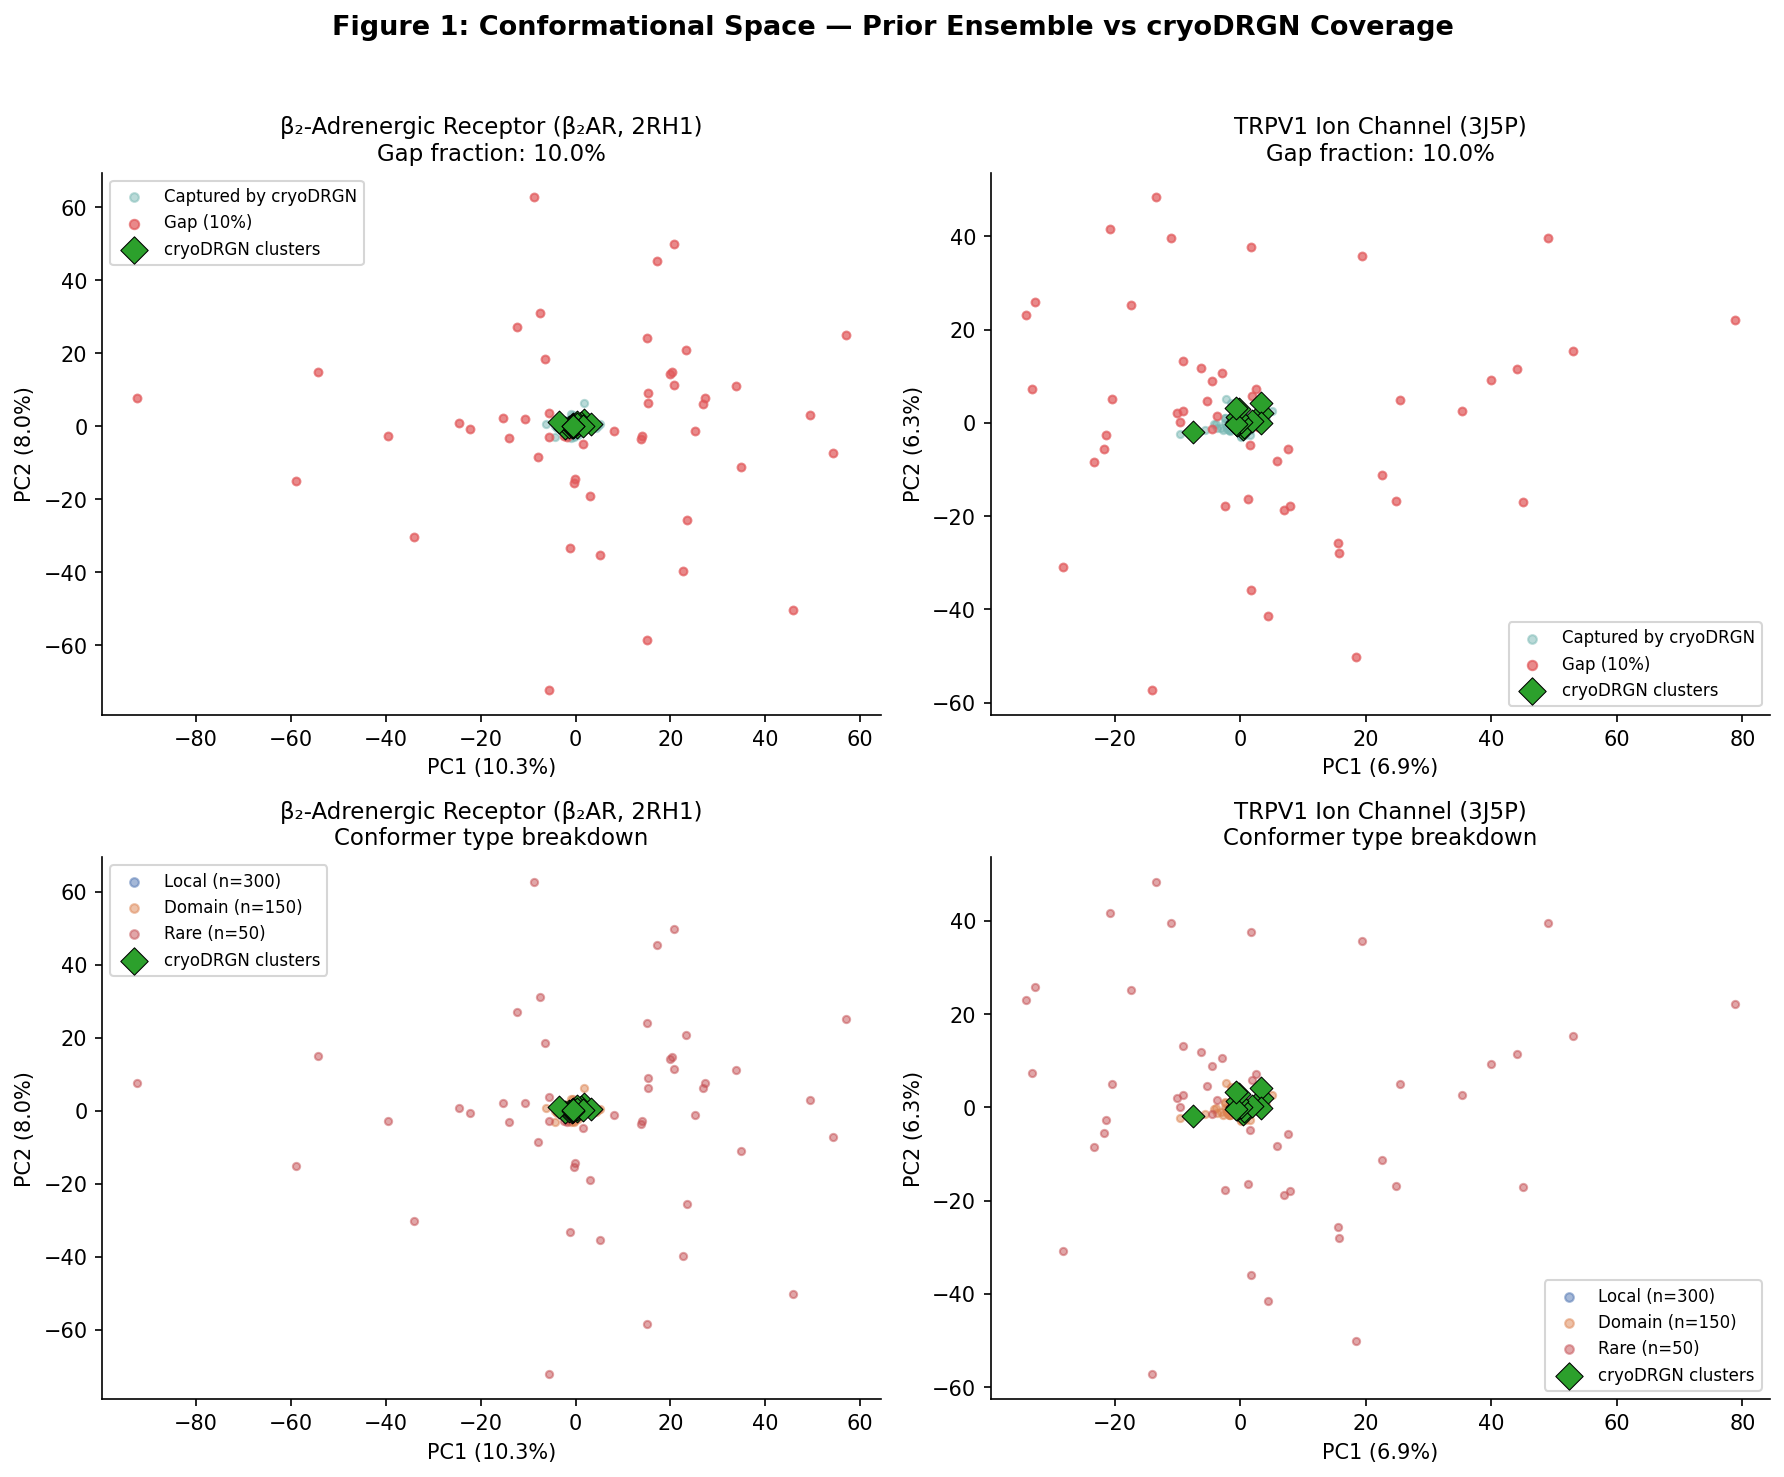 Figure 1: Conformational Space — Prior Ensemble vs cryoDRGN Coverage
β₂-Adrenergic Receptor (β₂AR, 2RH1)
Gap fraction: 10.0%
Captured by cryoDRGN
Gap (10%)
cryoDRGN clusters
60
40
20
0
−20
−40
−60
PC2 (8.0%)
−80
−60
−40
−20
0
20
40
60
PC1 (10.3%)
TRPV1 Ion Channel (3J5P)
Gap fraction: 10.0%
40
20
0
−20
−40
−60
PC2 (6.3%)
Captured by cryoDRGN
Gap (10%)
cryoDRGN clusters
−20
0
20
40
60
80
PC1 (6.9%)
β₂-Adrenergic Receptor (β₂AR, 2RH1)
Conformer type breakdown
Local (n=300)
Domain (n=150)
Rare (n=50)
cryoDRGN clusters
60
40
20
0
−20
−40
−60
PC2 (8.0%)
−80
−60
−40
−20
0
20
40
60
PC1 (10.3%)
TRPV1 Ion Channel (3J5P)
Conformer type breakdown
40
20
0
−20
−40
−60
PC2 (6.3%)
Local (n=300)
Domain (n=150)
Rare (n=50)
cryoDRGN clusters
−20
0
20
40
60
80
PC1 (6.9%)